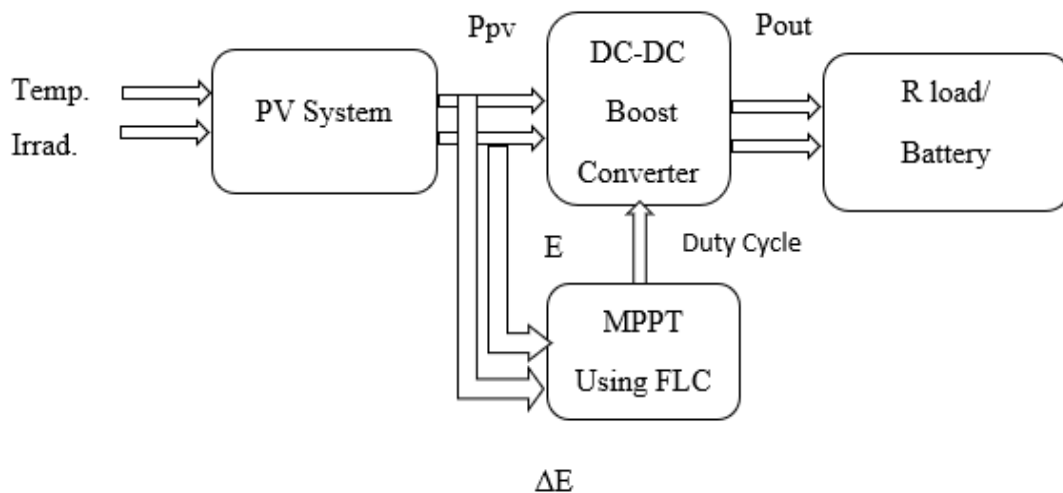 Ppv
Pout
Temp.
Irrad.
PV System
DC-DC
Boost
Converter
R load/
Battery
E
Duty Cycle
MPPT
Using FLC
ΔE